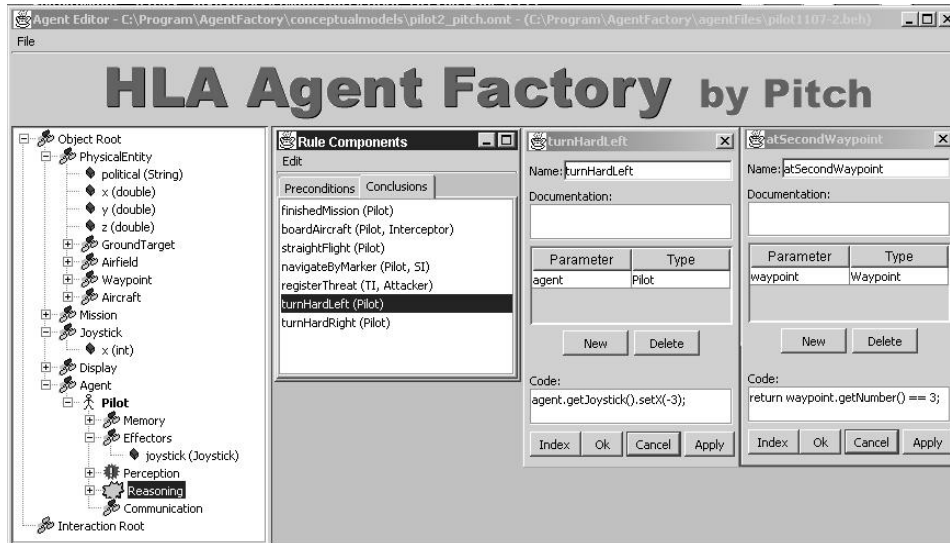 Agent Editor - C:\Program\AgentFactory\conceptualmodels\pilot2_pitch.omt - (C:\Program\AgentFactory\agentFiles\pilot1107-2.beh)
File
HLA Agent Factory by Pitch
Object Root
PhysicalEntity
political (String)
x (double)
y (double)
z (double)
GroundTarget
Airfield
Waypoint
Aircraft
Mission
Joystick
x (int)
Display
Agent
Pilot
Memory
Effectors
joystick (Joystick)
Perception
Reasoning
Communication
Interaction Root
Rule Components
Edit
Preconditions Conclusions
finishedMission (Pilot)
boardAircraft (Pilot, Interceptor)
straightFlight (Pilot)
navigateByMarker (Pilot, SI)
registerThreat (TI, Attacker)
turnHardLeft (Pilot)
turnHardRight (Pilot)
turnHardLeft
Name: turnHardLeft
Documentation:
Parameter Type
agent Pilot
New Delete
Code:
agent.getJoystick().setX(-3);
Index Ok Cancel Apply
atSecondWaypoint
Name: atSecondWaypoint
Documentation:
Parameter Type
waypoint Waypoint
New Delete
Code:
return waypoint.getNumber() == 3;
Index Ok Cancel Apply